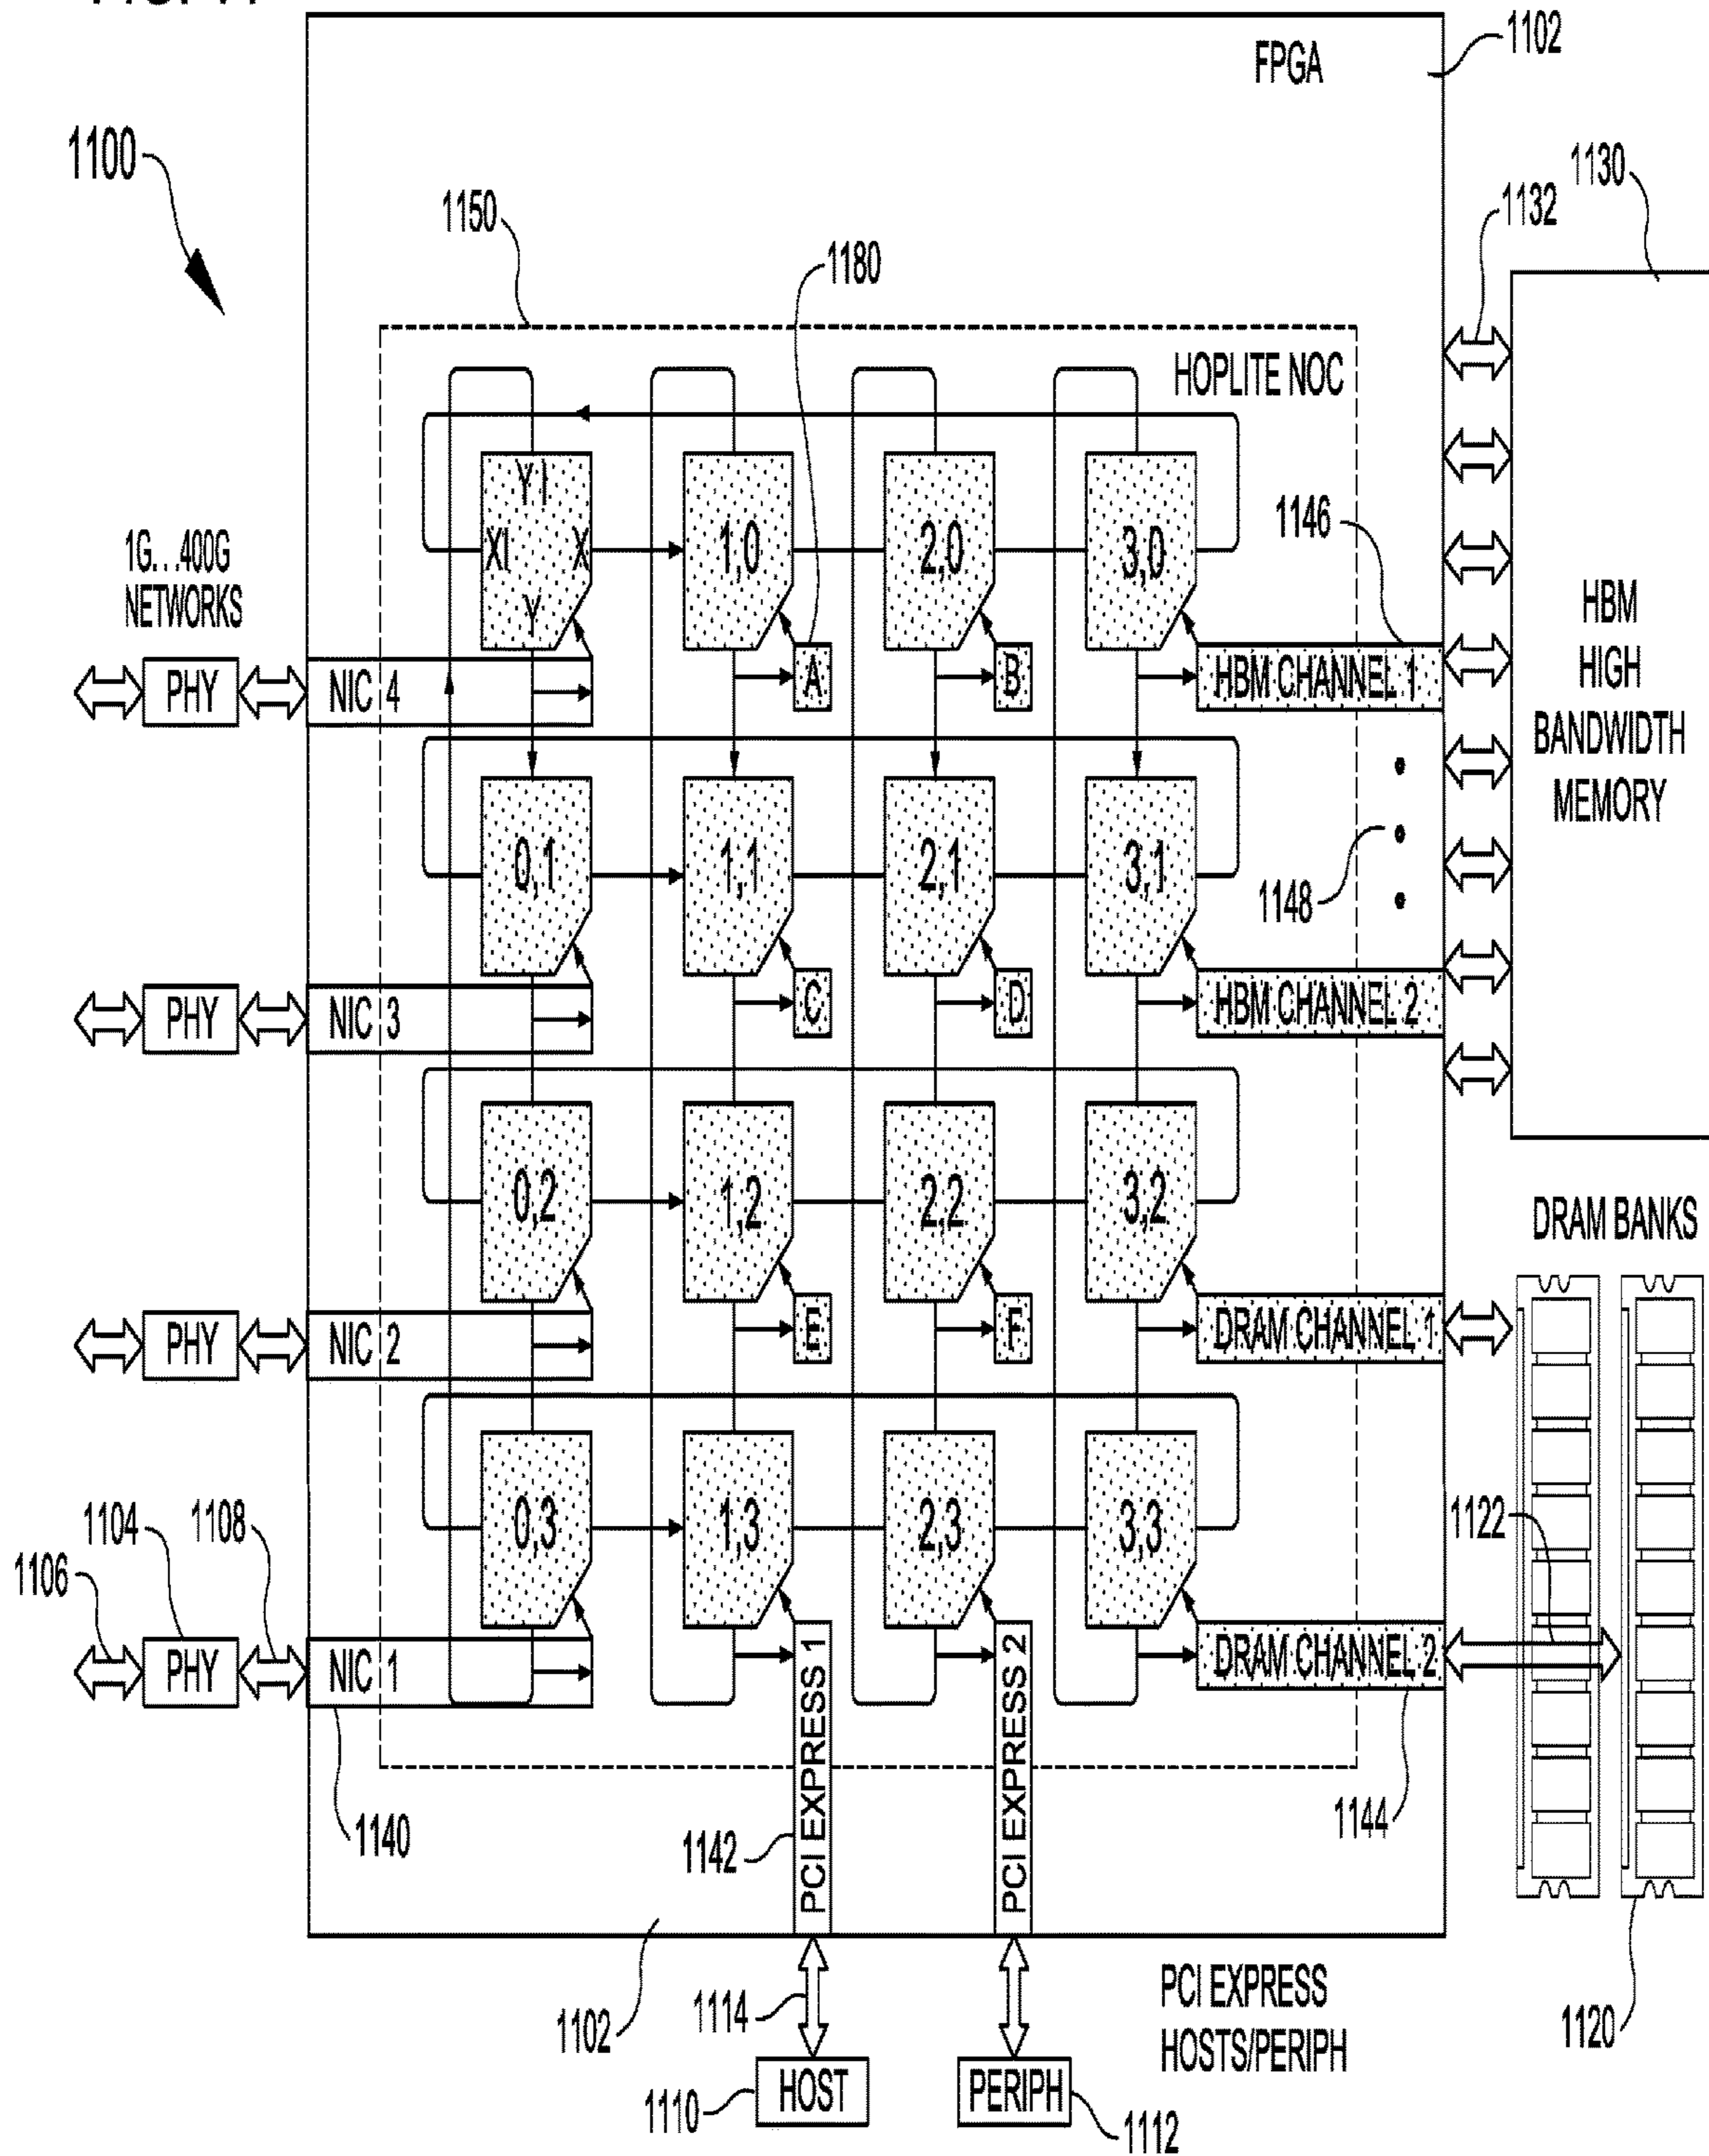 1102
FPGA
1100
1130
1132
1150
1180
HOPLITE NOC
YI
XI
X
Y
1,0
2,0
3,0
1146
1G...400G
NETWORKS
HBM
HIGH
BANDWIDTH
MEMORY
PHY
NIC 4
A
B
HBM CHANNEL 1
0,1
1,1
2,1
3,1
1148
PHY
NIC 3
C
D
HBM CHANNEL 2
0,2
1,2
2,2
3,2
DRAM BANKS
PHY
NIC 2
E
F
DRAM CHANNEL 1
0,3
1,3
2,3
3,3
1122
1104
1108
1106
PHY
NIC 1
PCI EXPRESS 1
PCI EXPRESS 2
DRAM CHANNEL 2
1140
1142
1144
1102
1114
PCI EXPRESS
HOSTS/PERIPH
1120
1110
HOST
PERIPH
1112